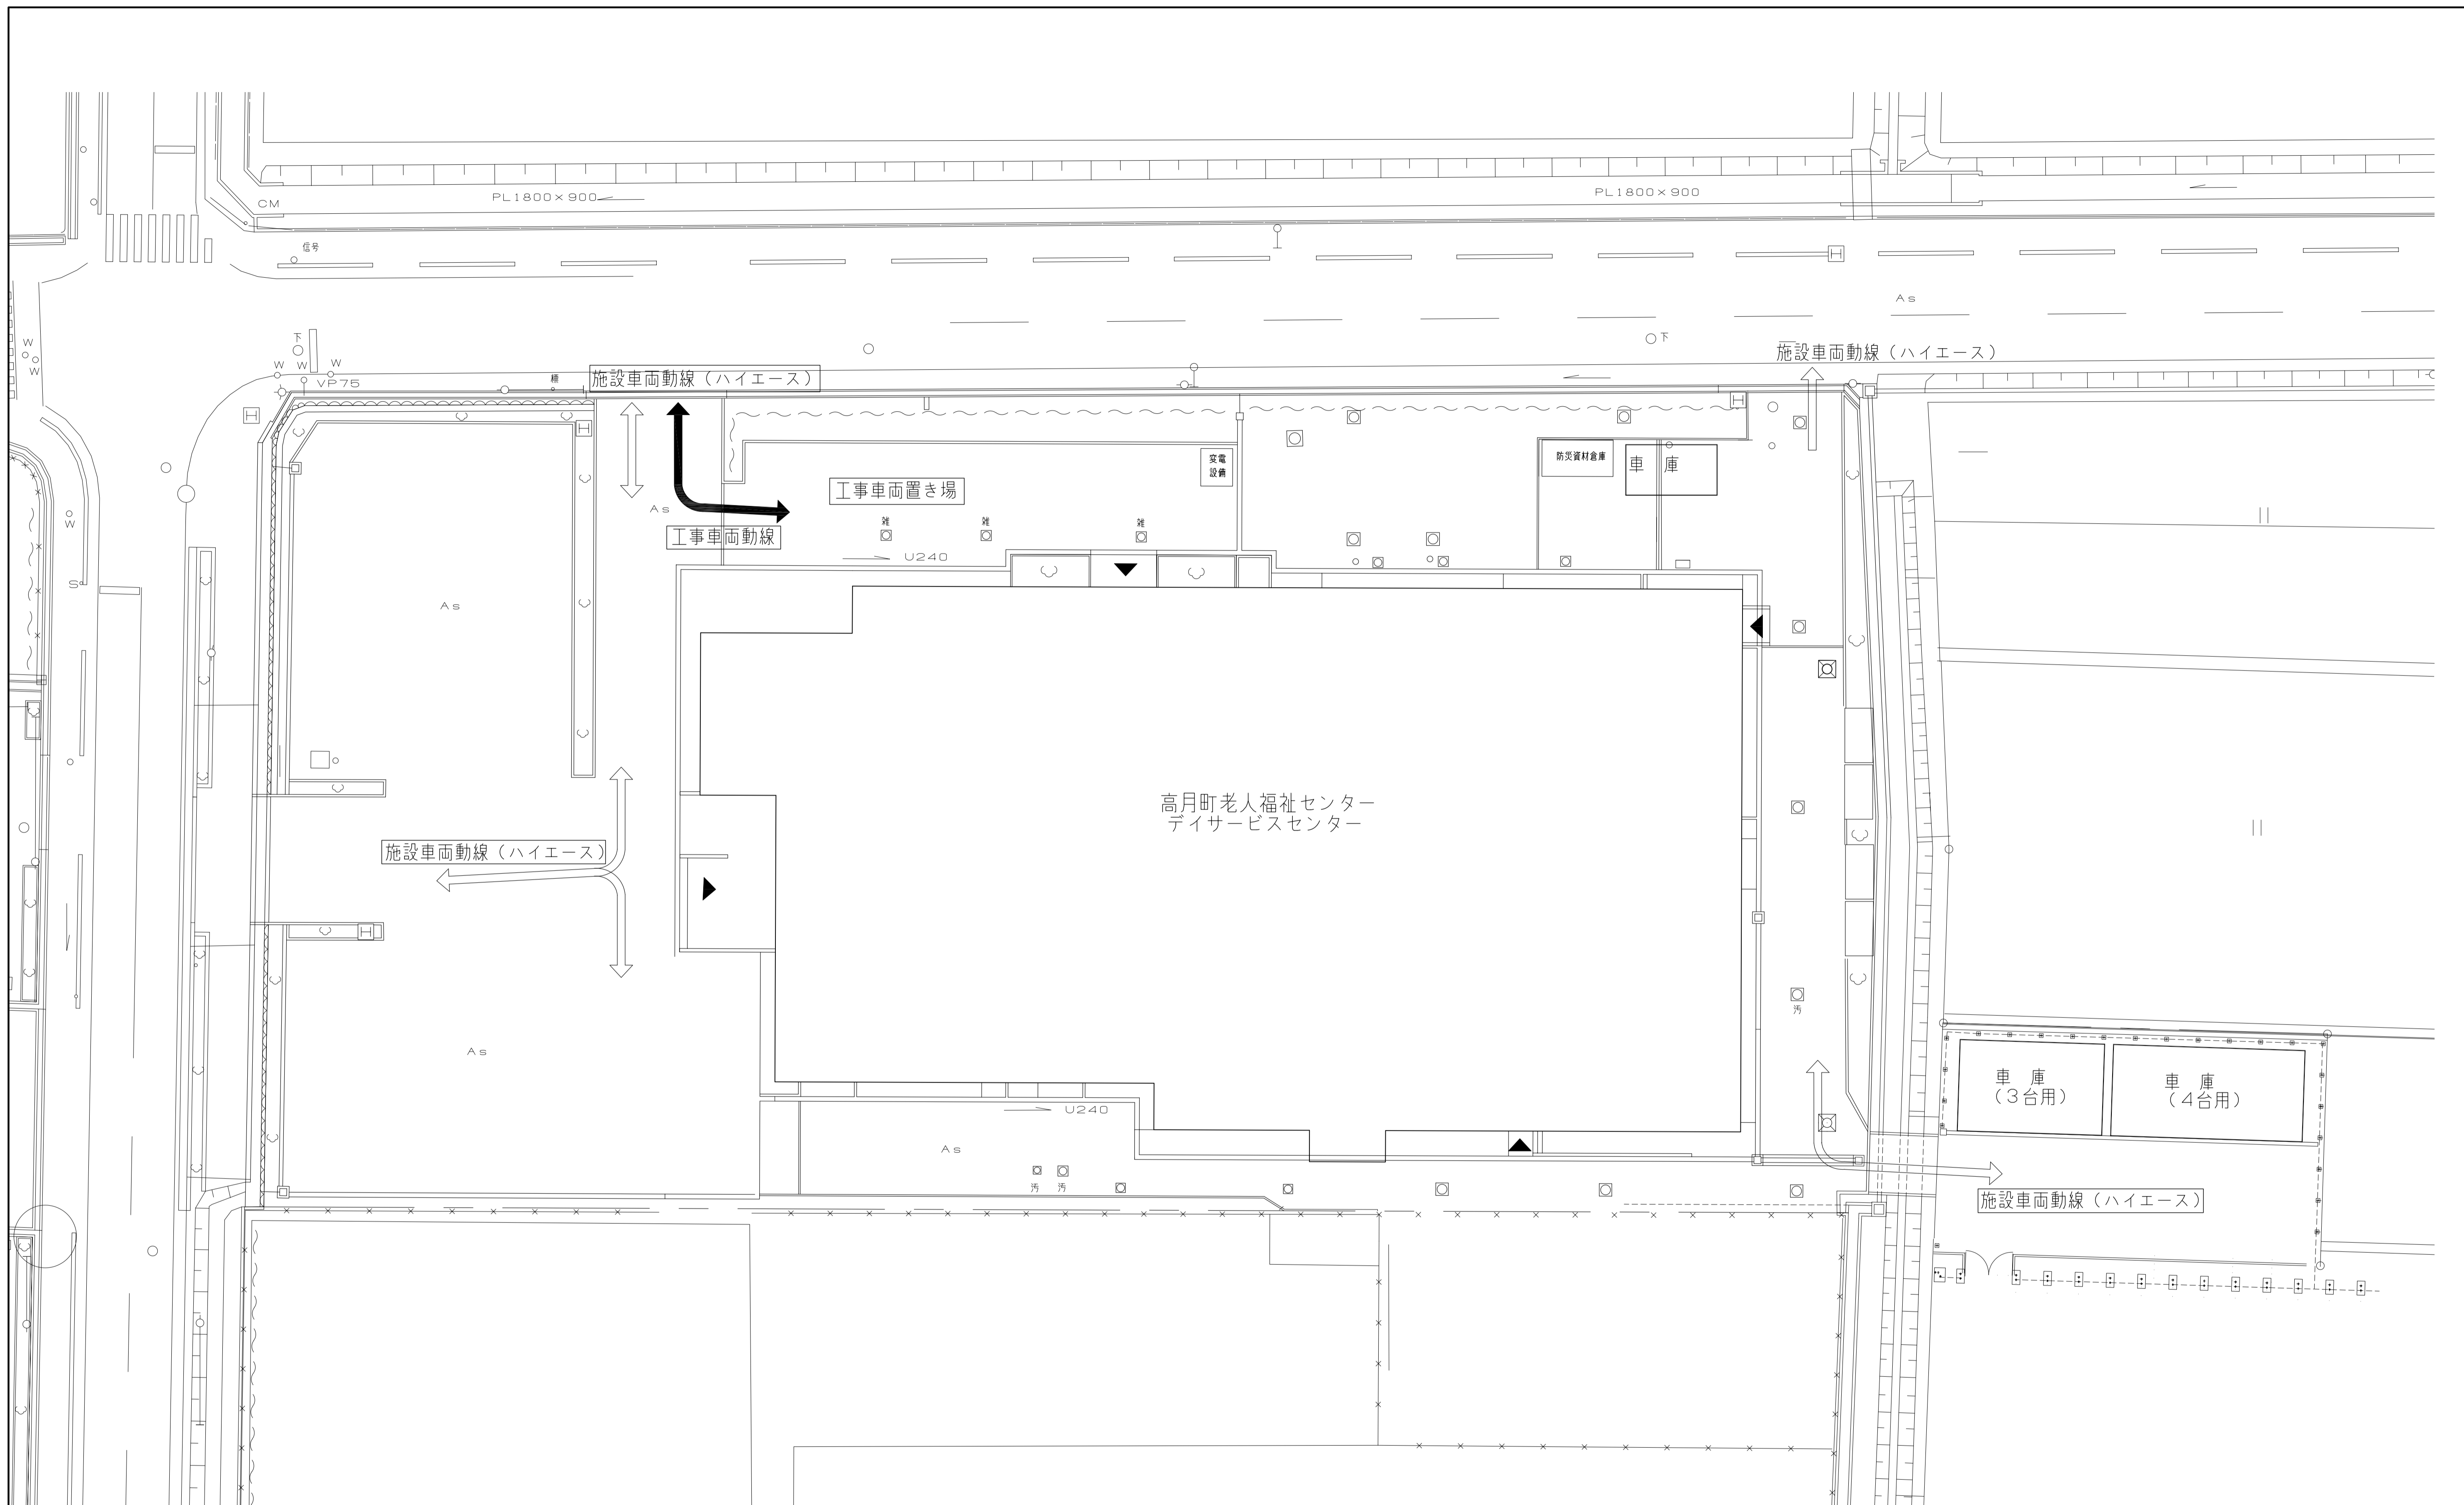 PL1800×900
PL1800×900
CM
信号
As
下
下
W
W
W
W
W
VP75
施設車両動線（ハイエース）
施設車両動線（ハイエース）
変電
設備
防災資材倉庫
車　庫
工事車両置き場
As
雑
雑
雑
W
工事車両動線
U240
S
As
高月町老人福祉センター
デイサービスセンター
施設車両動線（ハイエース）
汚
As
車　庫
（3台用）
車　庫
（4台用）
U240
As
汚
汚
施設車両動線（ハイエース）